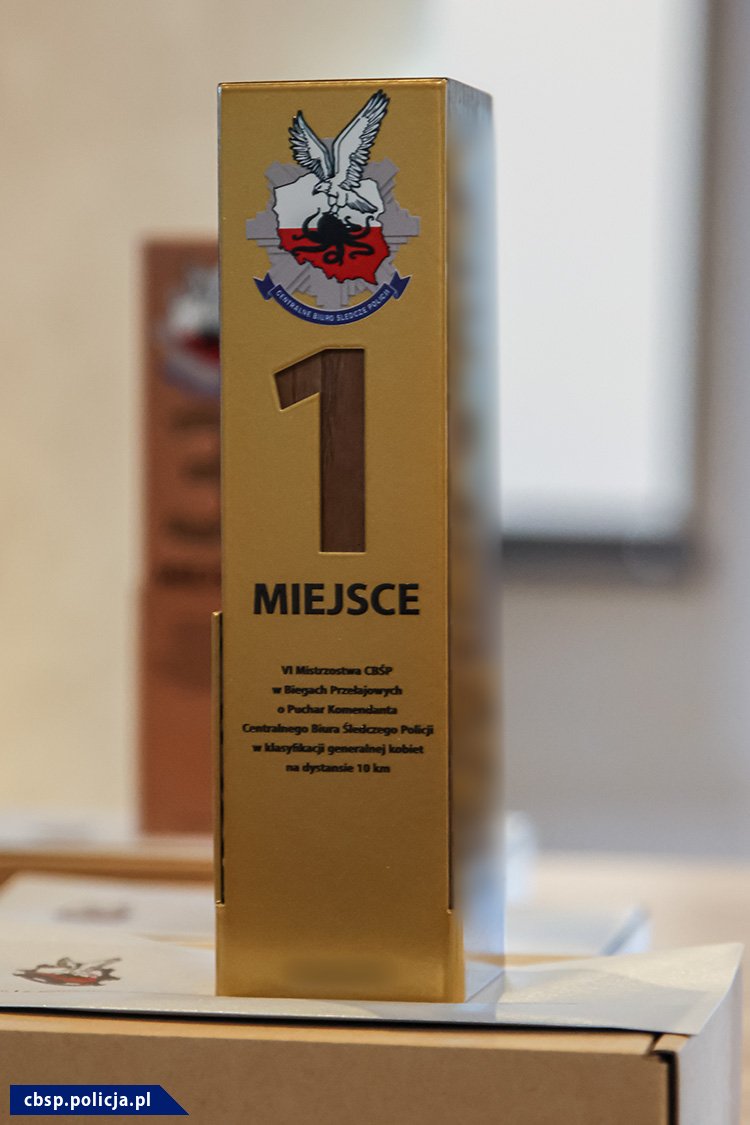 CENTRALNE BIURO ŚLEDCZE POLICJI
1
MIEJSCE
VI Mistrzostwa CBŚP
w Biegach Przełajowych
o Puchar Komendanta
Centralnego Biura Śledczego Policji
w klasyfikacji generalnej kobiet
na dystansie 10 km
cbsp.policja.pl